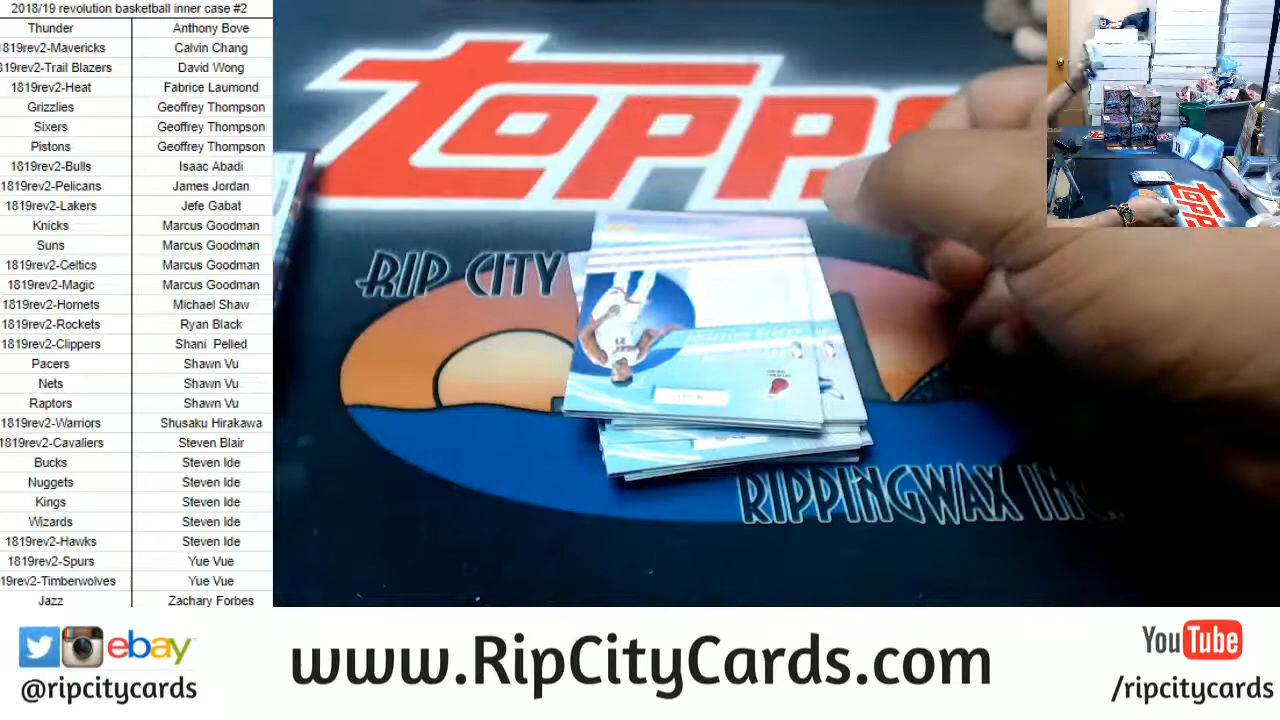 2018/19 revolution basketball inner case #2
Thunder Anthony Bove
1819rev2-Mavericks Calvin Chang
19rev2-Trail Blazers David Wong
1819rev2-Heat Fabrice Laumond
Grizzlies Geoffrey Thompson
Sixers Geoffrey Thompson
Pistons Geoffrey Thompson
1819rev2-Bulls Isaac Abadi
1819rev2-Pelicans James Jordan
1819rev2-Lakers Jefe Gabat
Knicks Marcus Goodman
Suns Marcus Goodman
1819rev2-Celtics Marcus Goodman
1819rev2-Magic Marcus Goodman
1819rev2-Hornets Michael Shaw
1819rev2-Rockets Ryan Black
1819rev2-Clippers Shani Pelled
Pacers Shawn Vu
Nets Shawn Vu
Raptors Shawn Vu
1819rev2-Warriors Shusaku Hirakawa
1819rev2-Cavaliers Steven Blair
Bucks Steven Ide
Nuggets Steven Ide
Kings Steven Ide
Wizards Steven Ide
1819rev2-Hawks Steven Ide
1819rev2-Spurs Yue Vue
19rev2-Timberwolves Yue Vue
Jazz Zachary Forbes
Topps
RIP CITY
RIPPINGWAX INC.
ebay
@ripcitycards
www.RipCityCards.com
YouTube
/ripcitycards